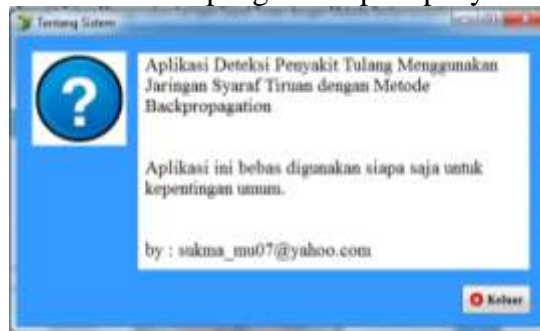 Tentang Sistem
Aplikasi Deteksi Penyakit Tulang Menggunakan
Jaringan Syaraf Tiruan dengan Metode
Backpropagation
Aplikasi ini bebas digunakan siapa saja untuk
kepentingan umum.
by : sukma_mu07@yahoo.com
Keluar